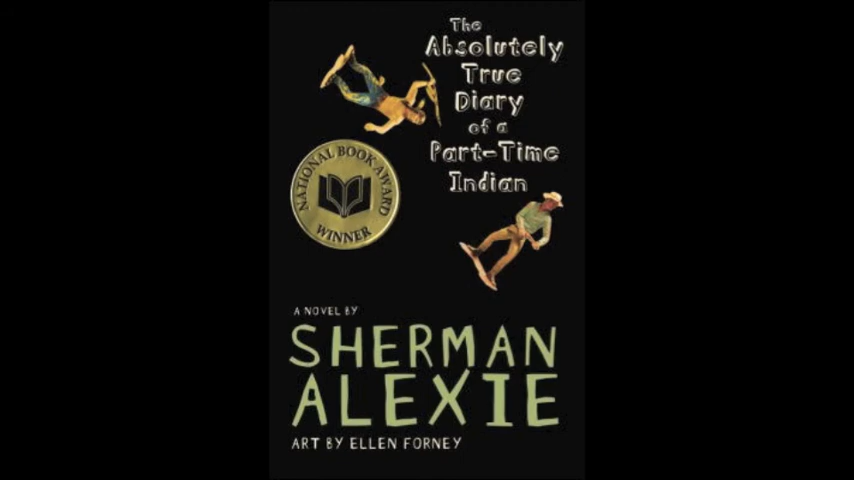 The
Absolutely
True
Diary
of a
Part-Time
Indian
NATIONAL BOOK AWARD
WINNER
A NOVEL BY
SHERMAN
ALEXIE
ART BY ELLEN FORNEY